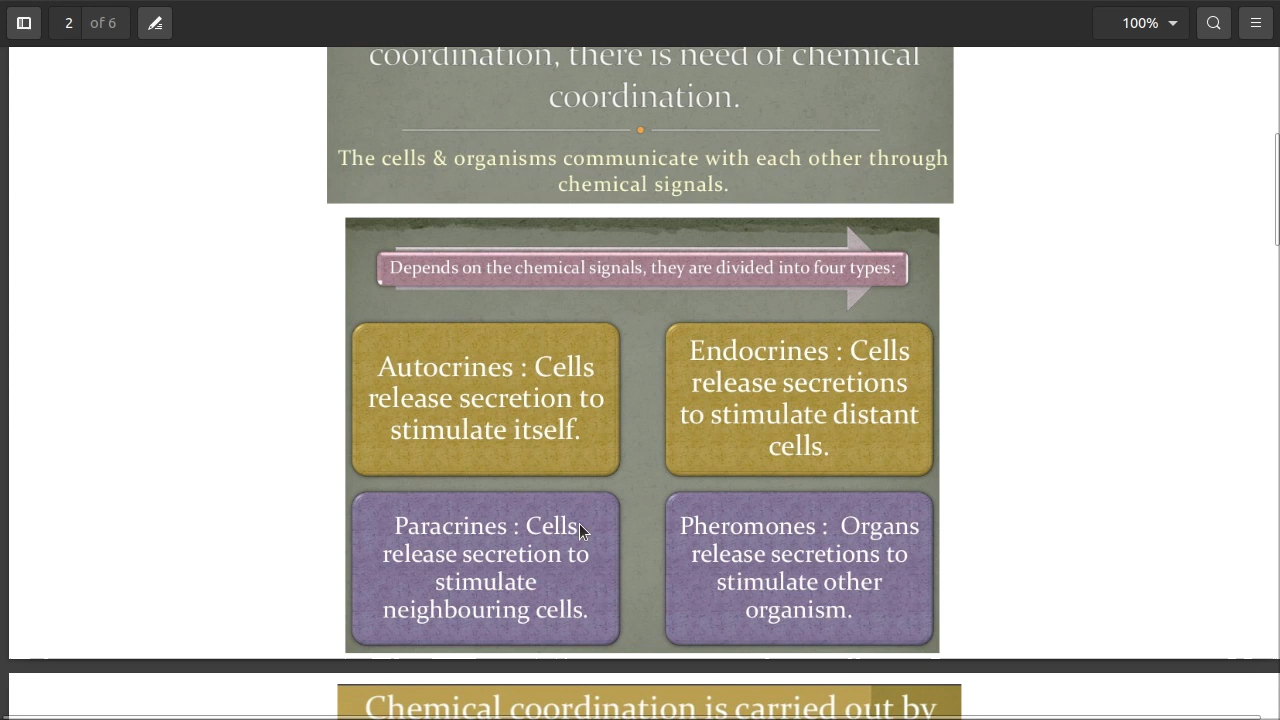 2 of 6
100%
coordination, there is need of chemical
coordination.
The cells & organisms communicate with each other through
chemical signals.
Depends on the chemical signals, they are divided into four types:
Autocrines : Cells
release secretion to
stimulate itself.
Endocrines : Cells
release secretions
to stimulate distant
cells.
Paracrines : Cells
release secretion to
stimulate
neighbouring cells.
Pheromones : Organs
release secretions to
stimulate other
organism.
Chemical coordination is carried out by